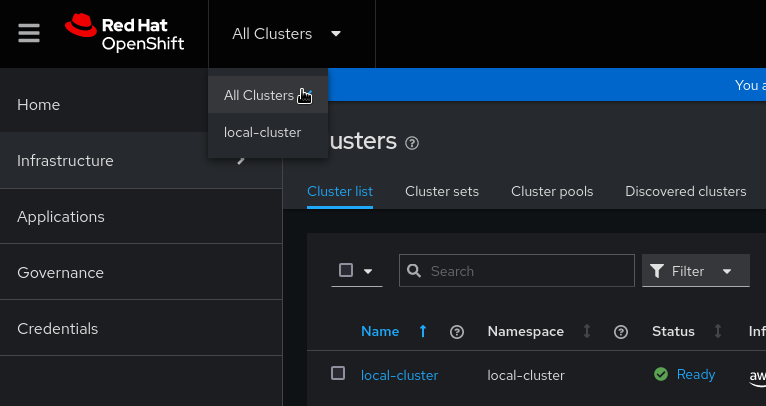 Red Hat
OpenShift
All Clusters
All Clusters
local-cluster
You a
Home
Infrastructure
Applications
Governance
Credentials
usters
Cluster list Cluster sets Cluster pools Discovered clusters
Search
Filter
Name Namespace Status Inf
local-cluster local-cluster Ready aws